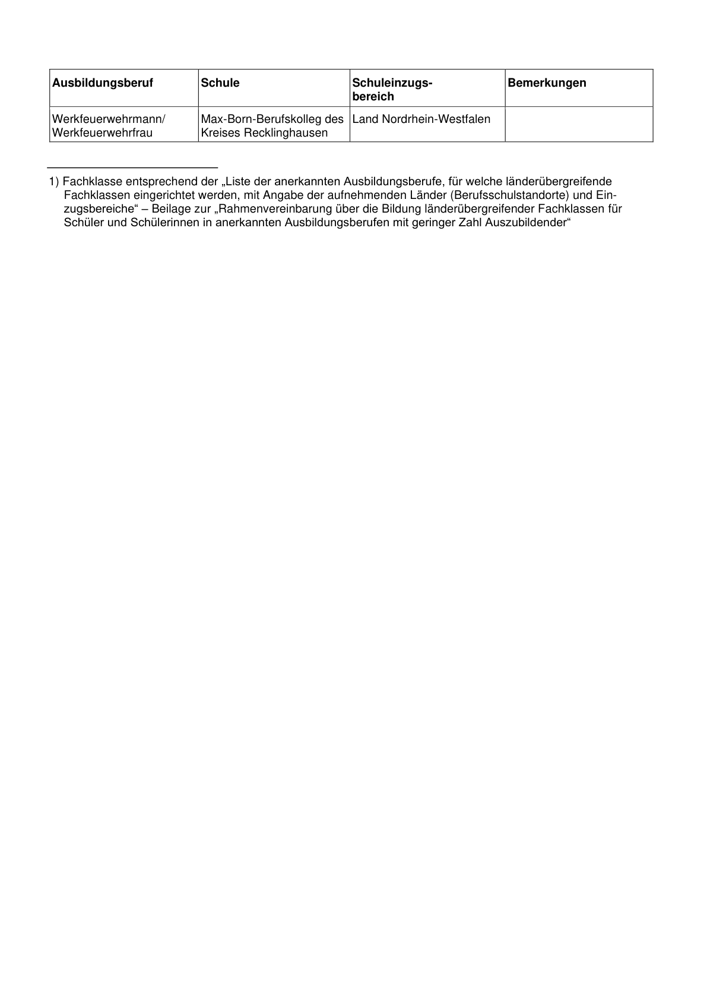 Ausbildungsberuf Schule Schuleinzugs- Bemerkungen
bereich
Werkfeuerwehrmann/ Max-Born-Berufskolleg des Land Nordrhein-Westfalen
Werkfeuerwehrfrau Kreises Recklinghausen
1) Fachklasse entsprechend der „Liste der anerkannten Ausbildungsberufe, für welche länderübergreifende
Fachklassen eingerichtet werden, mit Angabe der aufnehmenden Länder (Berufsschulstandorte) und Ein-
zugsbereiche“ – Beilage zur „Rahmenvereinbarung über die Bildung länderübergreifender Fachklassen für
Schüler und Schülerinnen in anerkannten Ausbildungsberufen mit geringer Zahl Auszubildender“